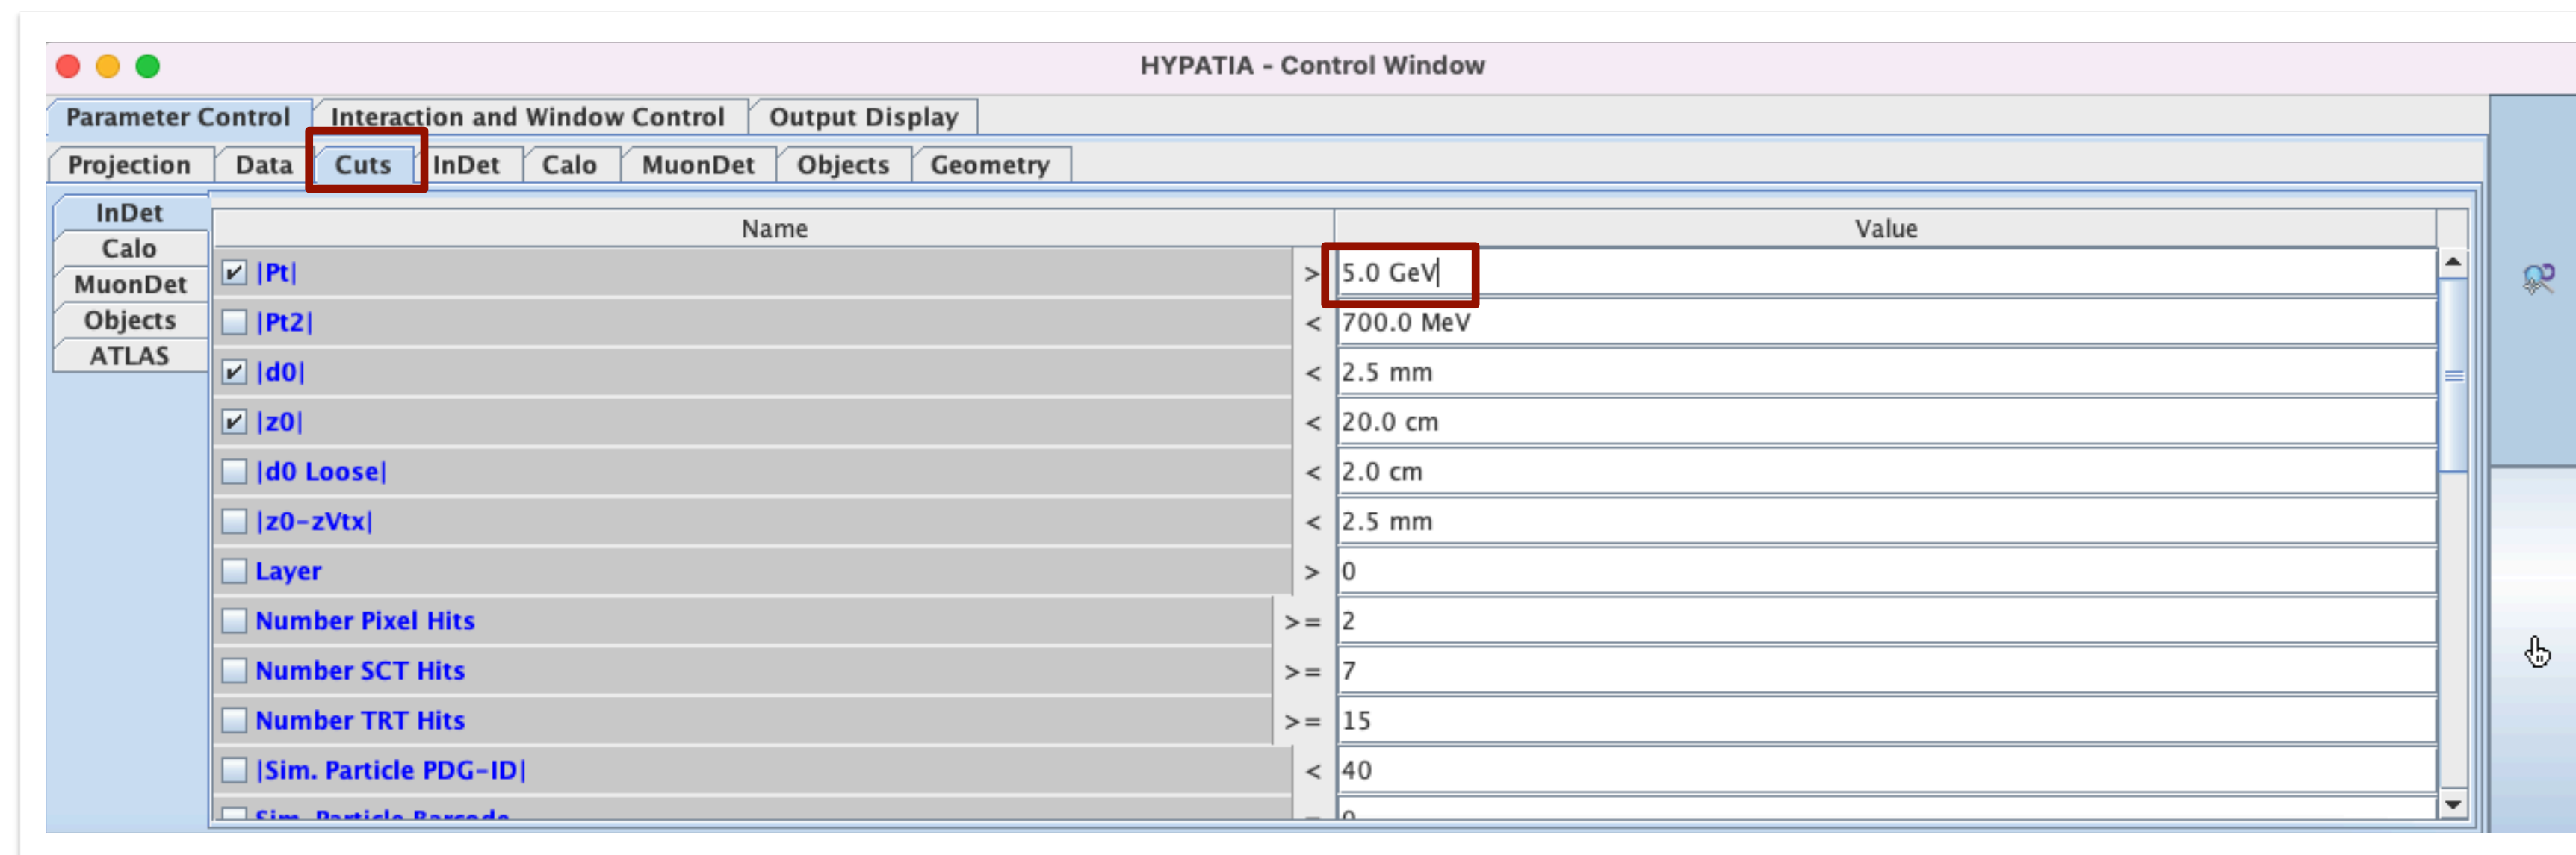 HYPATIA - Control Window
Parameter Control Interaction and Window Control Output Display
Projection Data Cuts InDet Calo MuonDet Objects Geometry
InDet
Calo
MuonDet
Objects
ATLAS
Name Value
|Pt| > 5.0 GeV
|Pt2| < 700.0 MeV
|d0| < 2.5 mm
|z0| < 20.0 cm
|d0 Loose| < 2.0 cm
|z0-zVtx| < 2.5 mm
Layer > 0
Number Pixel Hits >= 2
Number SCT Hits >= 7
Number TRT Hits >= 15
|Sim. Particle PDG-ID| < 40
Sim. Particle Barcode